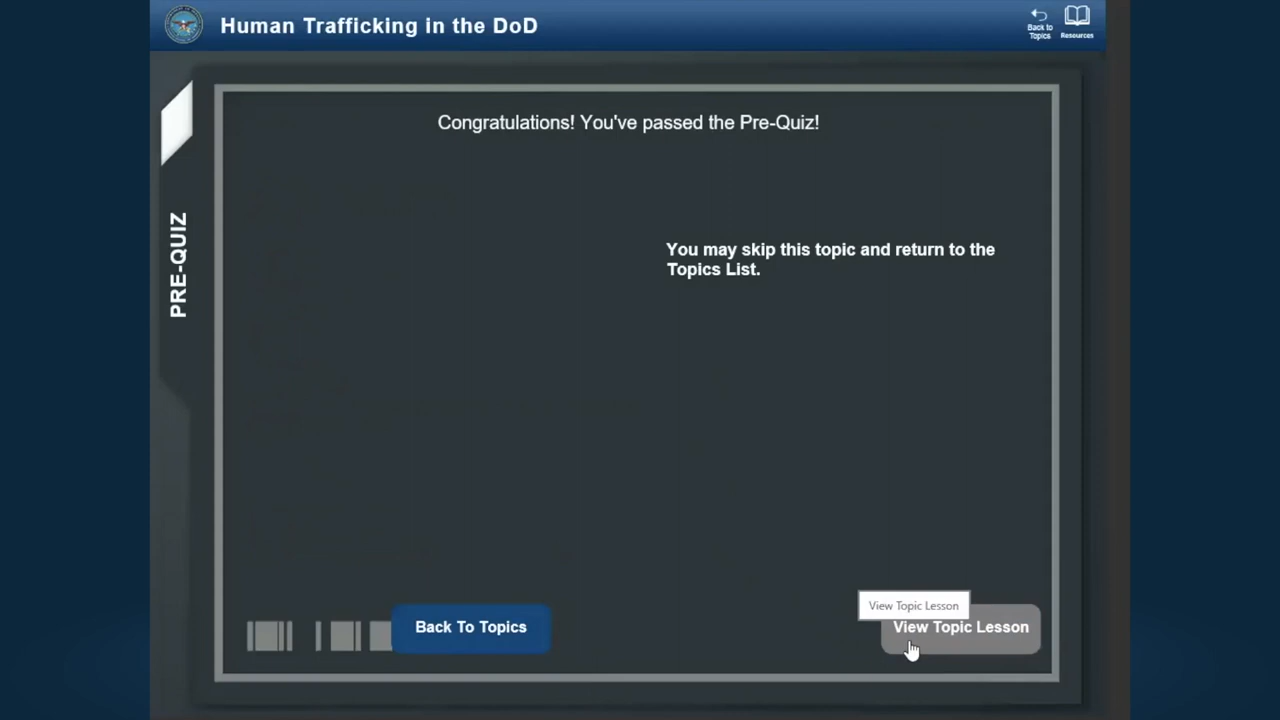 Human Trafficking in the DoD
Back to
Topics
Resources
PRE-QUIZ
Congratulations! You've passed the Pre-Quiz!
You may skip this topic and return to the
Topics List.
Back To Topics
View Topic Lesson
View Topic Lesson